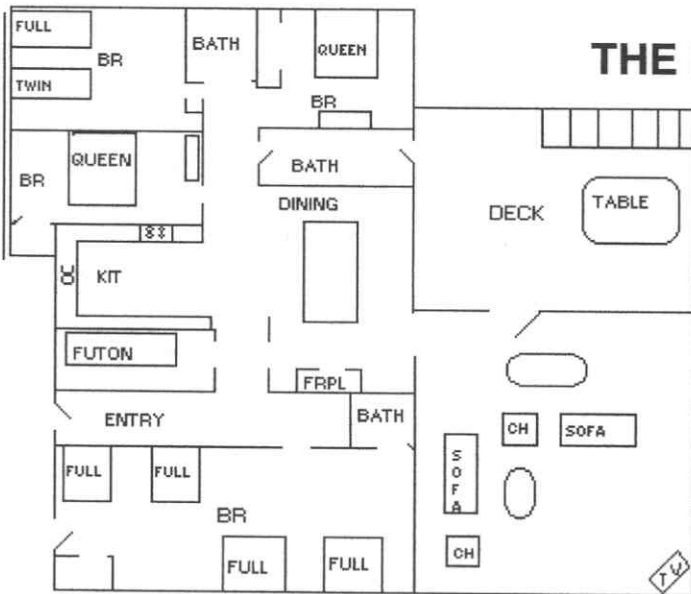 THE
FULL
BR
BATH
QUEEN
BR
TWIN
QUEEN
BR
BATH
DINING
DECK
TABLE
KIT
FUTON
FRPL
ENTRY
BATH
CH
SOFA
SOFA
CH
FULL
FULL
BR
FULL
FULL
TV